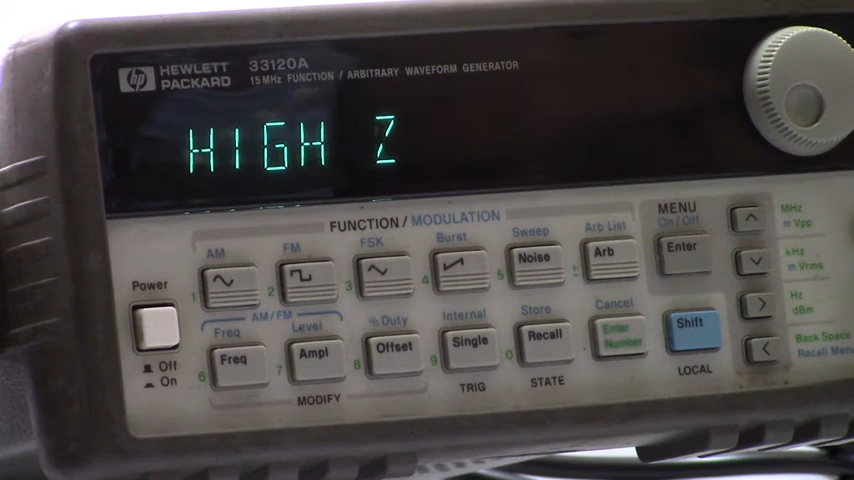 hp HEWLETT PACKARD 33120A
15 MHz FUNCTION / ARBITRARY WAVEFORM GENERATOR
HIGH Z
FUNCTION / MODULATION
MENU
AM FM FSK Burst Sweep Arb List On/Off
1 2 3 4 5 Noise ± Arb Enter
MHz
m Vpp
kHz
m Vrms
Hz
dBm
Back Space
Recall Menu
Power
Off
On
AM/FM
Freq Level % Duty Internal Store Cancel
6 Freq 7 Ampl 8 Offset 9 Single 0 Recall Enter Number Shift
MODIFY TRIG STATE LOCAL